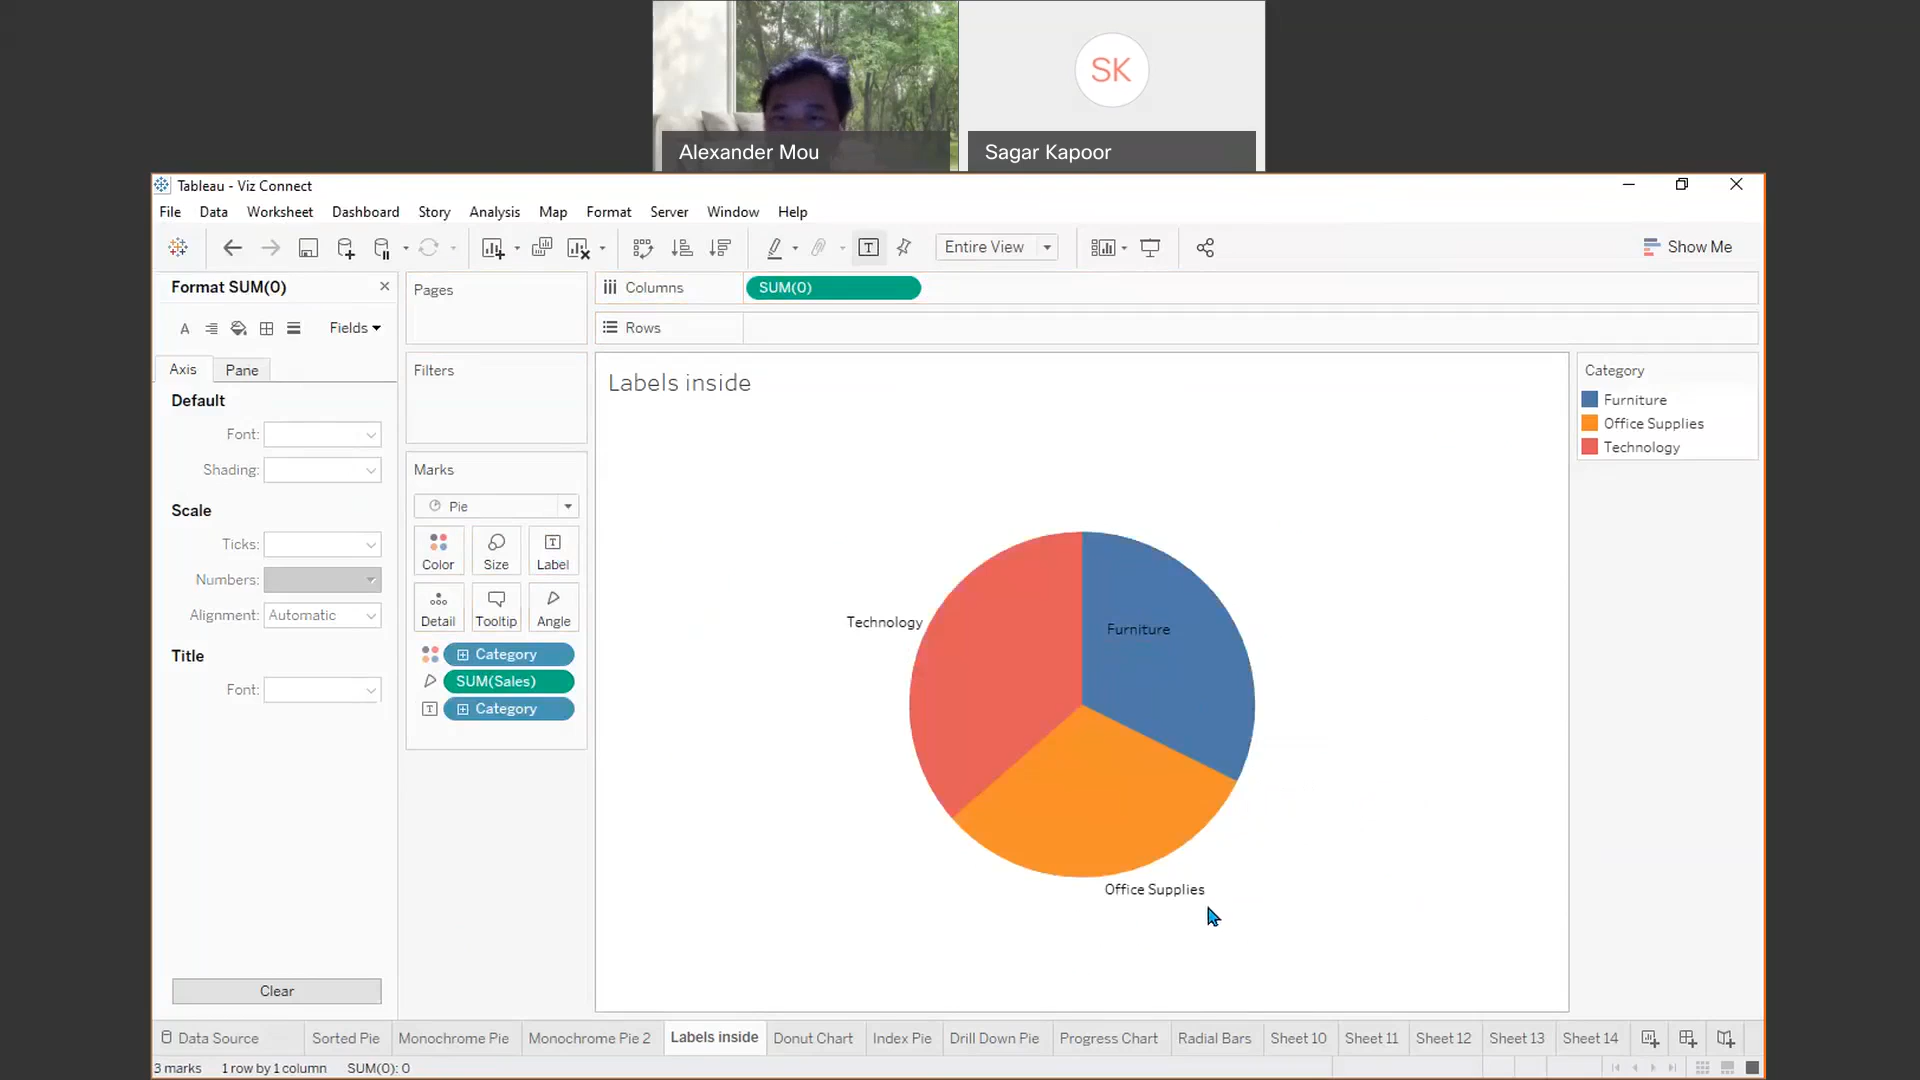 SK
Alexander Mou
Sagar Kapoor
Tableau - Viz Connect
File Data Worksheet Dashboard Story Analysis Map Format Server Window Help
Entire View
Show Me
Format SUM(0)
Fields
Axis Pane
Default
Font:
Shading:
Scale
Ticks:
Numbers:
Alignment: Automatic
Title
Font:
Clear
Pages
Filters
Marks
Pie
Color Size Label
Detail Tooltip Angle
Category
SUM(Sales)
Category
Columns SUM(0)
Rows
Labels inside
Technology
Furniture
Office Supplies
Category
Furniture
Office Supplies
Technology
Data Source Sorted Pie Monochrome Pie Monochrome Pie 2 Labels inside Donut Chart Index Pie Drill Down Pie Progress Chart Radial Bars Sheet 10 Sheet 11 Sheet 12 Sheet 13 Sheet 14
3 marks 1 row by 1 column SUM(0): 0